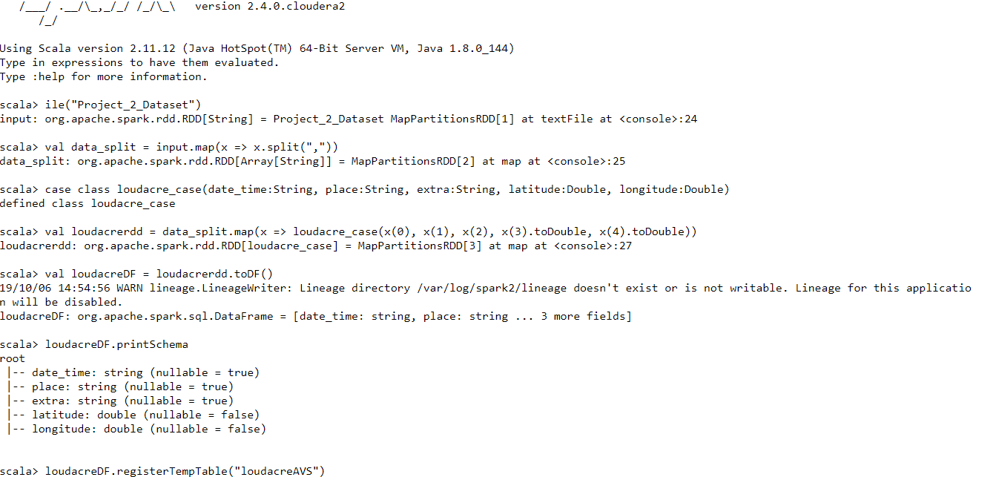 /___/ .__/\_,_/_/ /_/\_\   version 2.4.0.cloudera2
      /_/

Using Scala version 2.11.12 (Java HotSpot(TM) 64-Bit Server VM, Java 1.8.0_144)
Type in expressions to have them evaluated.
Type :help for more information.

scala> ile("Project_2_Dataset")
input: org.apache.spark.rdd.RDD[String] = Project_2_Dataset MapPartitionsRDD[1] at textFile at <console>:24

scala> val data_split = input.map(x => x.split(","))
data_split: org.apache.spark.rdd.RDD[Array[String]] = MapPartitionsRDD[2] at map at <console>:25

scala> case class loudacre_case(date_time:String, place:String, extra:String, latitude:Double, longitude:Double)
defined class loudacre_case

scala> val loudacrerdd = data_split.map(x => loudacre_case(x(0), x(1), x(2), x(3).toDouble, x(4).toDouble))
loudacrerdd: org.apache.spark.rdd.RDD[loudacre_case] = MapPartitionsRDD[3] at map at <console>:27

scala> val loudacreDF = loudacrerdd.toDF()
19/10/06 14:54:56 WARN lineage.LineageWriter: Lineage directory /var/log/spark2/lineage doesn't exist or is not writable. Lineage for this applicatio
n will be disabled.
loudacreDF: org.apache.spark.sql.DataFrame = [date_time: string, place: string ... 3 more fields]

scala> loudacreDF.printSchema
root
 |-- date_time: string (nullable = true)
 |-- place: string (nullable = true)
 |-- extra: string (nullable = true)
 |-- latitude: double (nullable = false)
 |-- longitude: double (nullable = false)

scala> loudacreDF.registerTempTable("loudacreAVS")